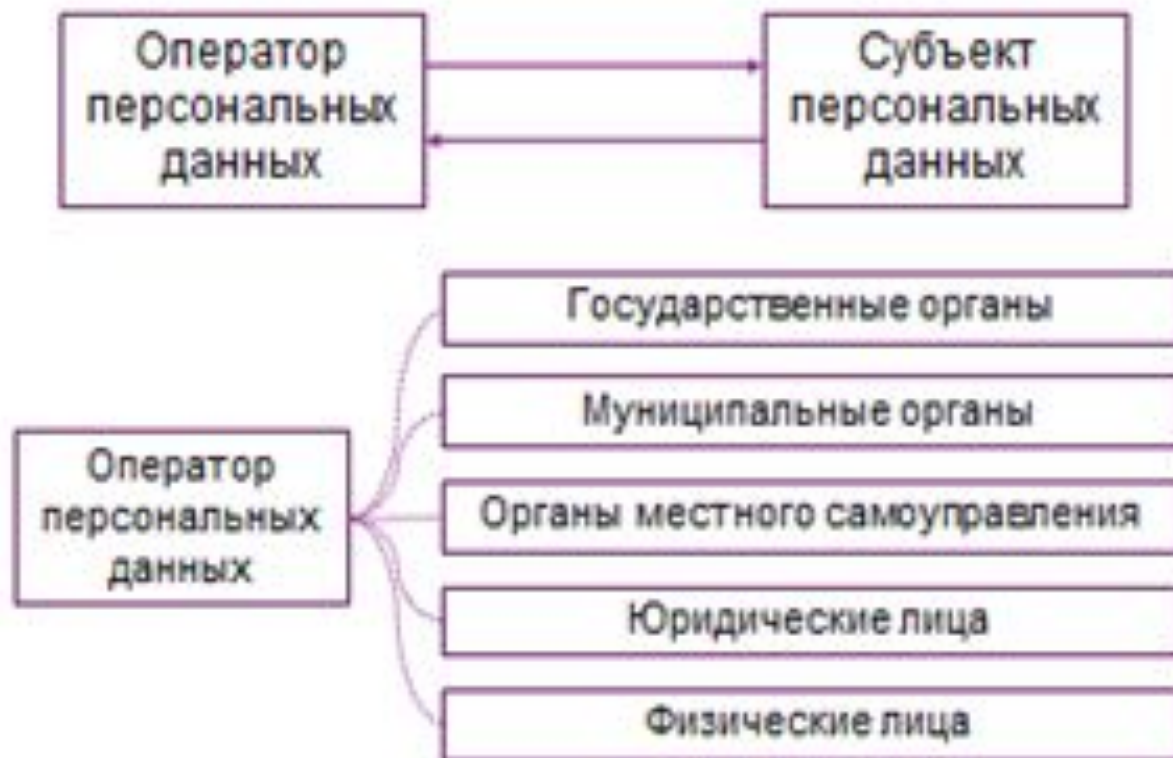 Оператор
персональных
данных
Субъект
персональных
данных
Оператор
персональных
данных
Государственные органы
Муниципальные органы
Органы местного самоуправления
Юридические лица
Физические лица